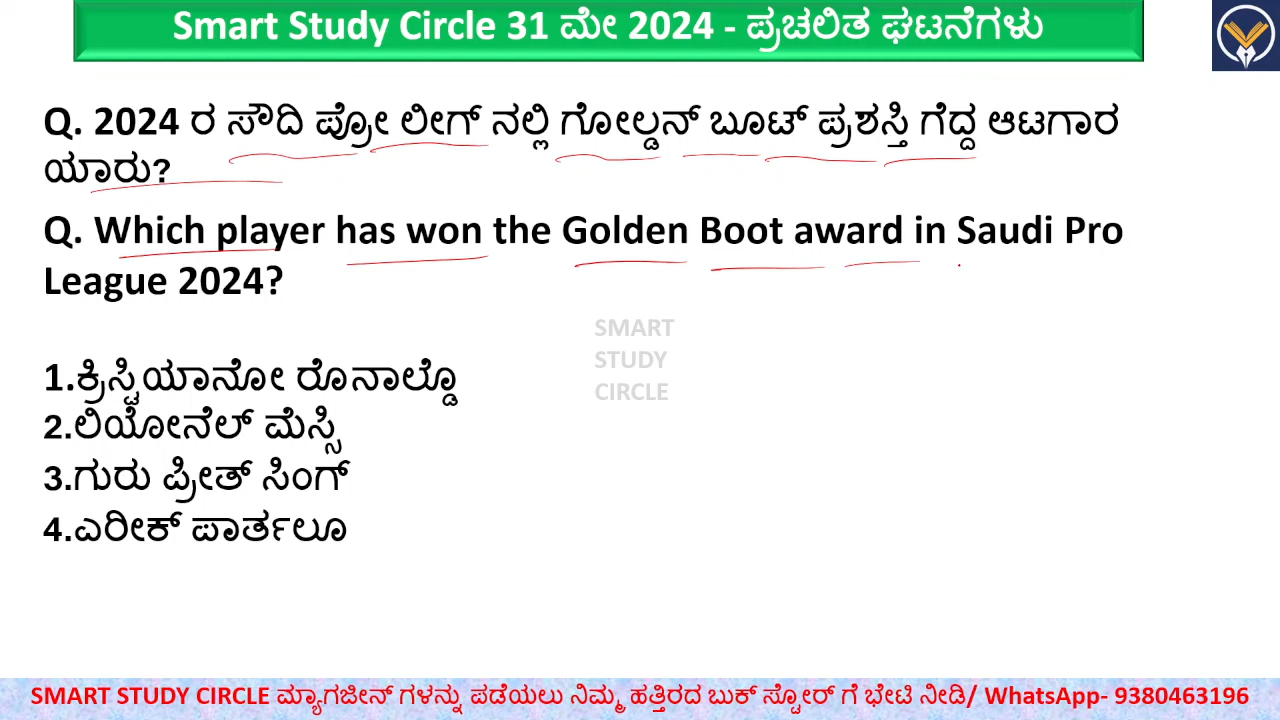 Smart Study Circle 31 ಮೇ 2024 - ಪ್ರಚಲಿತ ಘಟನೆಗಳು
Q. 2024 ರ ಸೌದಿ ಪ್ರೋ ಲೀಗ್ ನಲ್ಲಿ ಗೋಲ್ಡನ್ ಬೂಟ್ ಪ್ರಶಸ್ತಿ ಗೆದ್ದ ಆಟಗಾರ
ಯಾರು?
Q. Which player has won the Golden Boot award in Saudi Pro
League 2024?
SMART
STUDY
CIRCLE
1.ಕ್ರಿಸ್ಟಿಯಾನೋ ರೊನಾಲ್ಡೊ
2.ಲಿಯೋನೆಲ್ ಮೆಸ್ಸಿ
3.ಗುರು ಪ್ರೀತ್ ಸಿಂಗ್
4.ಎರೀಕ್ ಪಾರ್ತಲೂ
SMART STUDY CIRCLE ಮ್ಯಾಗಜೀನ್ ಗಳನ್ನು ಪಡೆಯಲು ನಿಮ್ಮ ಹತ್ತಿರದ ಬುಕ್ ಸ್ಟೋರ್ ಗೆ ಭೇಟಿ ನೀಡಿ/ WhatsApp- 9380463196